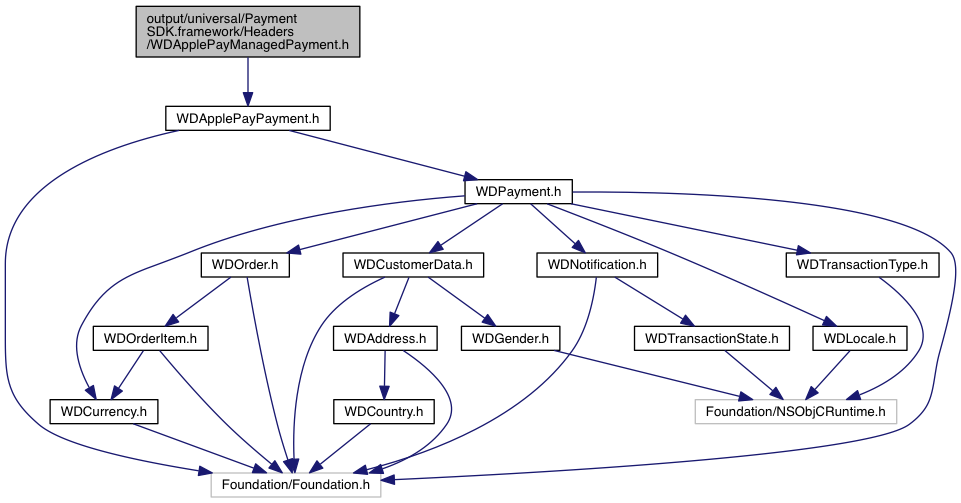 output/universal/Payment
SDK.framework/Headers
/WDApplePayManagedPayment.h
WDApplePayPayment.h
WDPayment.h
WDOrder.h
WDCustomerData.h
WDNotification.h
WDTransactionType.h
WDOrderItem.h
WDAddress.h
WDGender.h
WDTransactionState.h
WDLocale.h
WDCurrency.h
WDCountry.h
Foundation/NSObjCRuntime.h
Foundation/Foundation.h